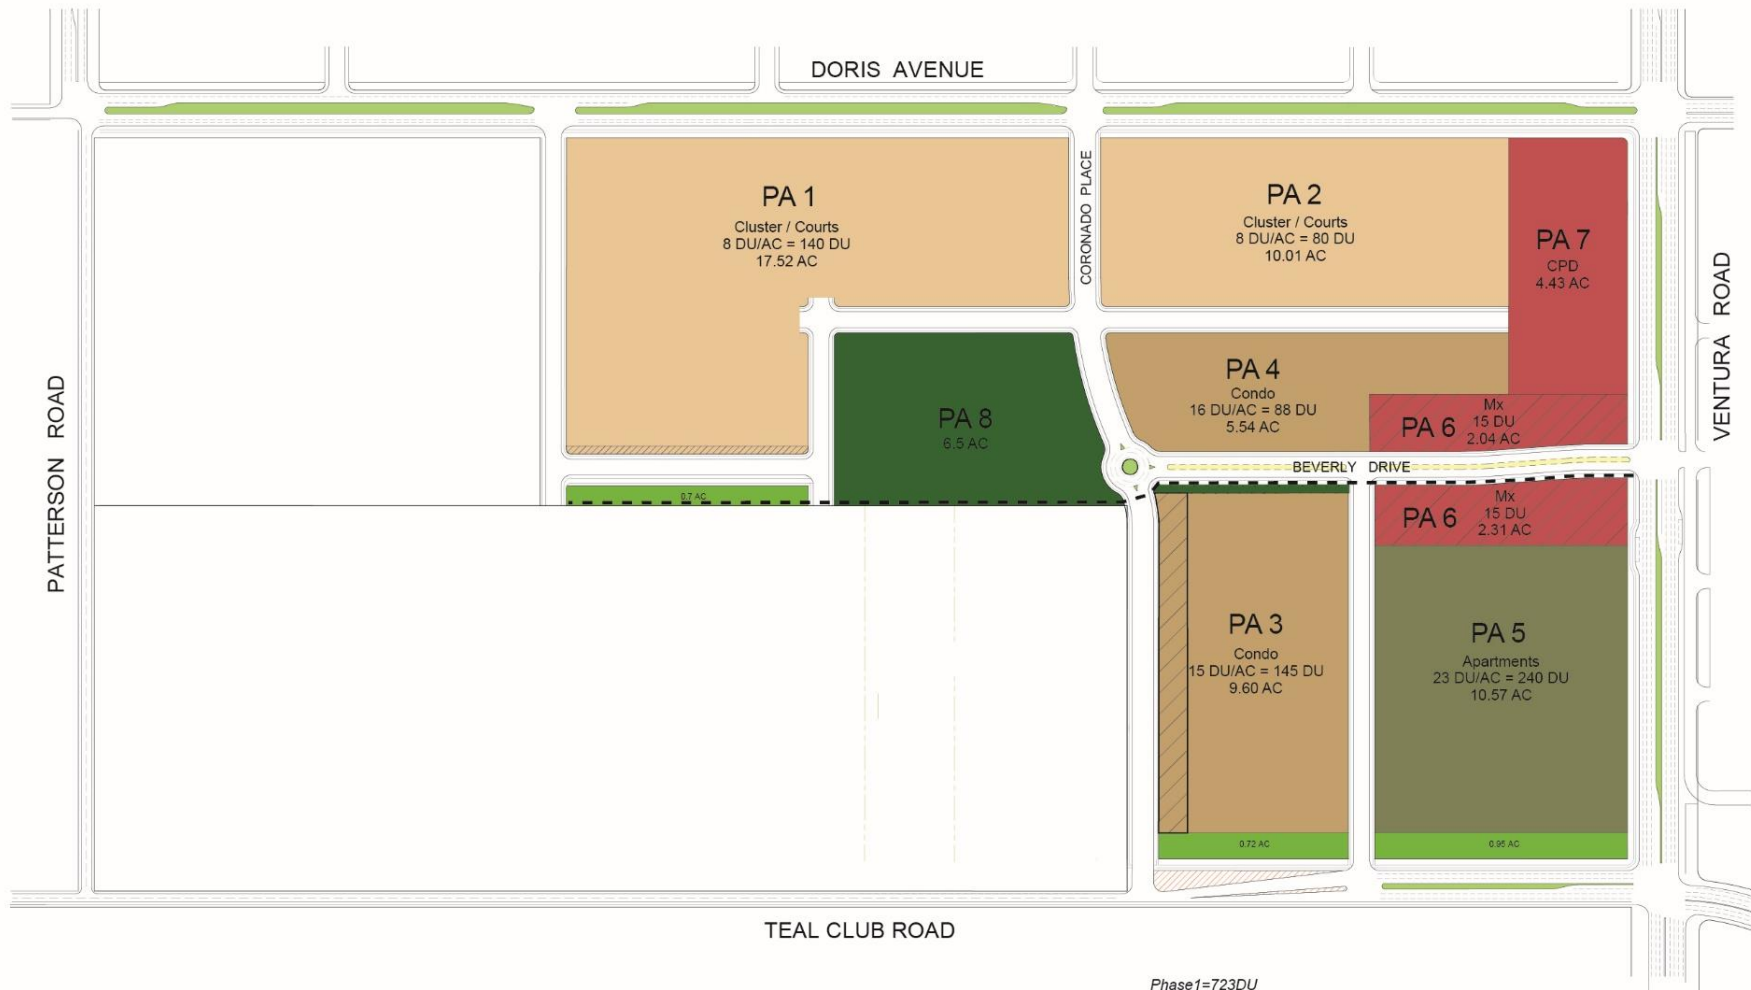 DORIS AVENUE
CORONADO PLACE
PA 1
Cluster / Courts
8 DU/AC = 140 DU
17.52 AC
PA 2
Cluster / Courts
8 DU/AC = 80 DU
10.01 AC
PA 7
CPD
4.43 AC
VENTURA ROAD
PATTERSON ROAD
PA 8
6.5 AC
PA 4
Condo
16 DU/AC = 88 DU
5.54 AC
PA 6
Mx
15 DU
2.04 AC
BEVERLY DRIVE
0.7 AC
PA 6
Mx
15 DU
2.31 AC
PA 3
Condo
15 DU/AC = 145 DU
9.60 AC
PA 5
Apartments
23 DU/AC = 240 DU
10.57 AC
0.72 AC
0.95 AC
TEAL CLUB ROAD
Phase1=723DU